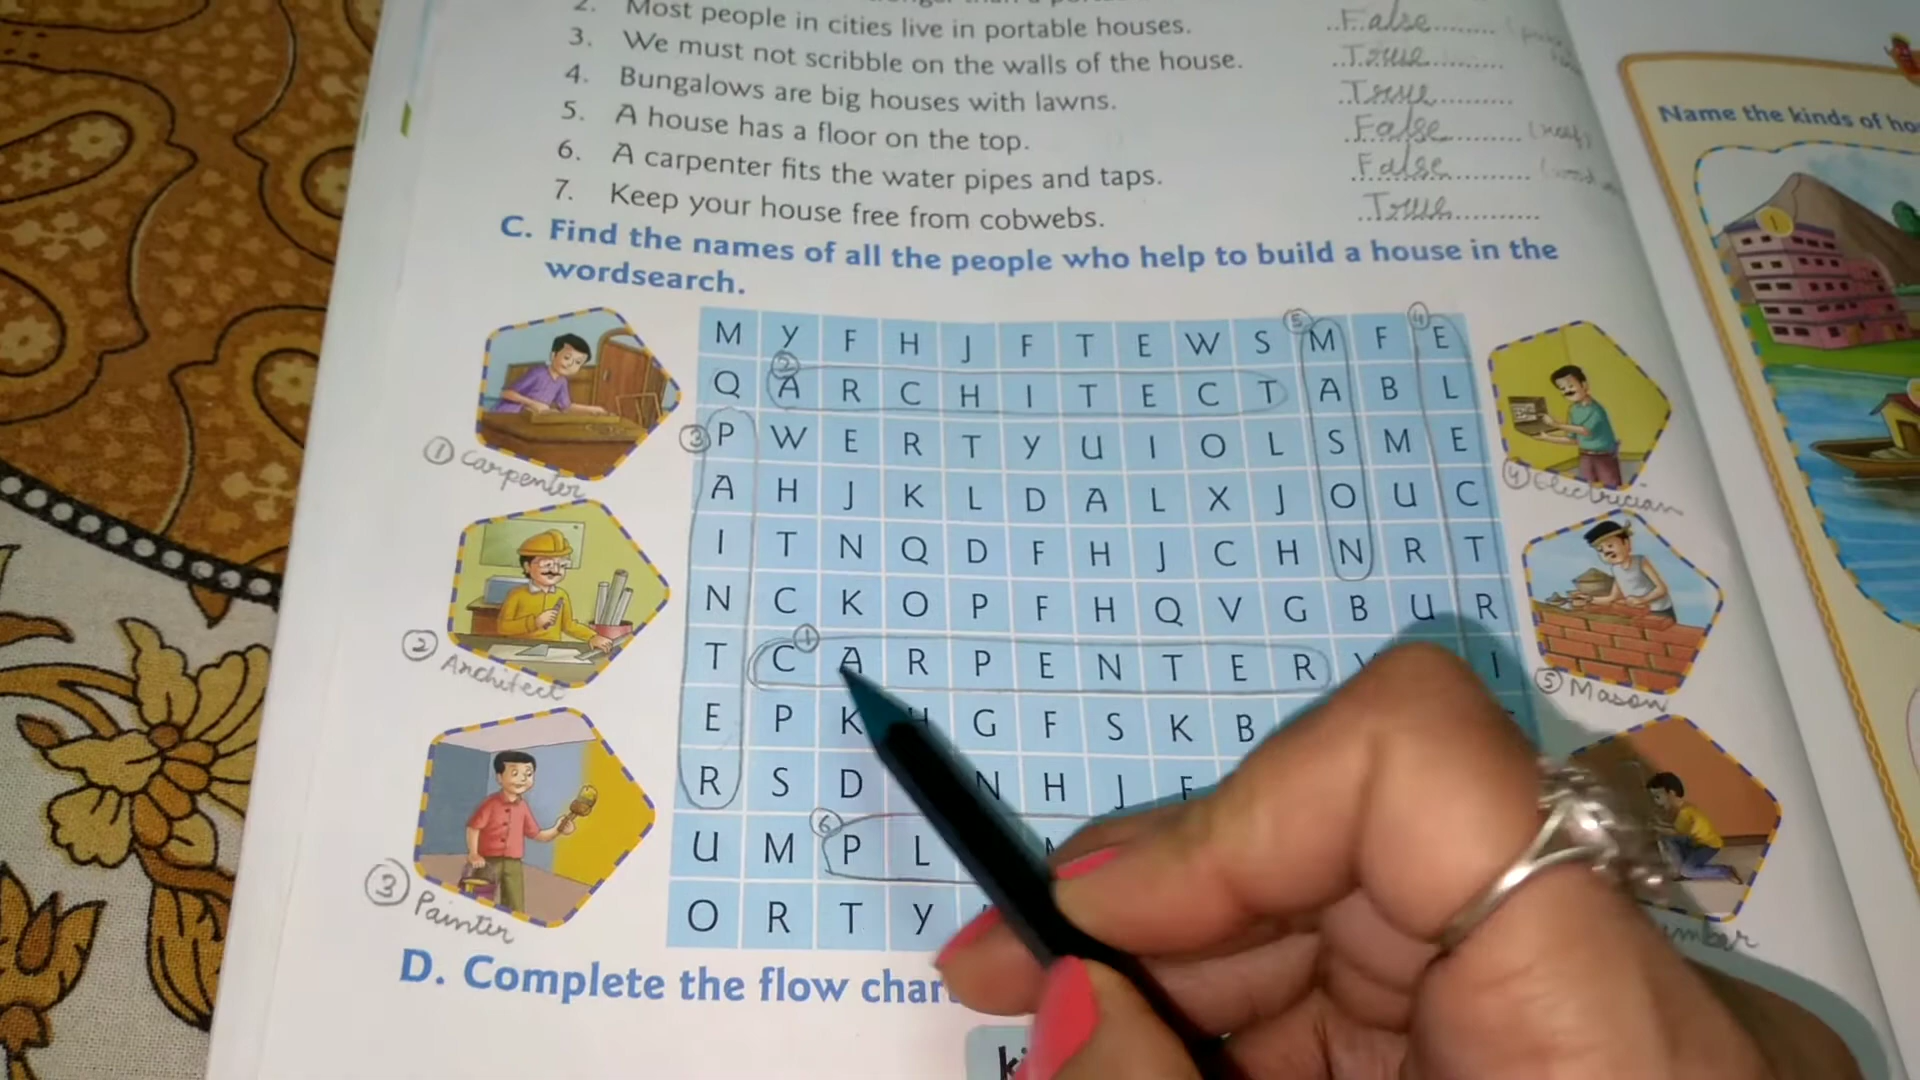 2. Most people in cities live in portable houses. False
3. We must not scribble on the walls of the house. True
4. Bungalows are big houses with lawns. True
5. A house has a floor on the top. False (roof)
6. A carpenter fits the water pipes and taps. False
7. Keep your house free from cobwebs. True
C. Find the names of all the people who help to build a house in the
wordsearch.
M Y F H J F T E W S M F E
Q A R C H I T E C T A B L
P W E R T Y U I O L S M E
A H J K L D A L X J O U C
I T N Q D F H J C H N R T
N C K O P F H Q V G B U R
T C A R P E N T E R I
E P K H G F S K B
R S D N H J F
U M P L
O R T Y
1 Carpenter
2 Architect
3 Painter
4 Electrician
5 Mason
6
D. Complete the flow char
Name the kinds of ho
1